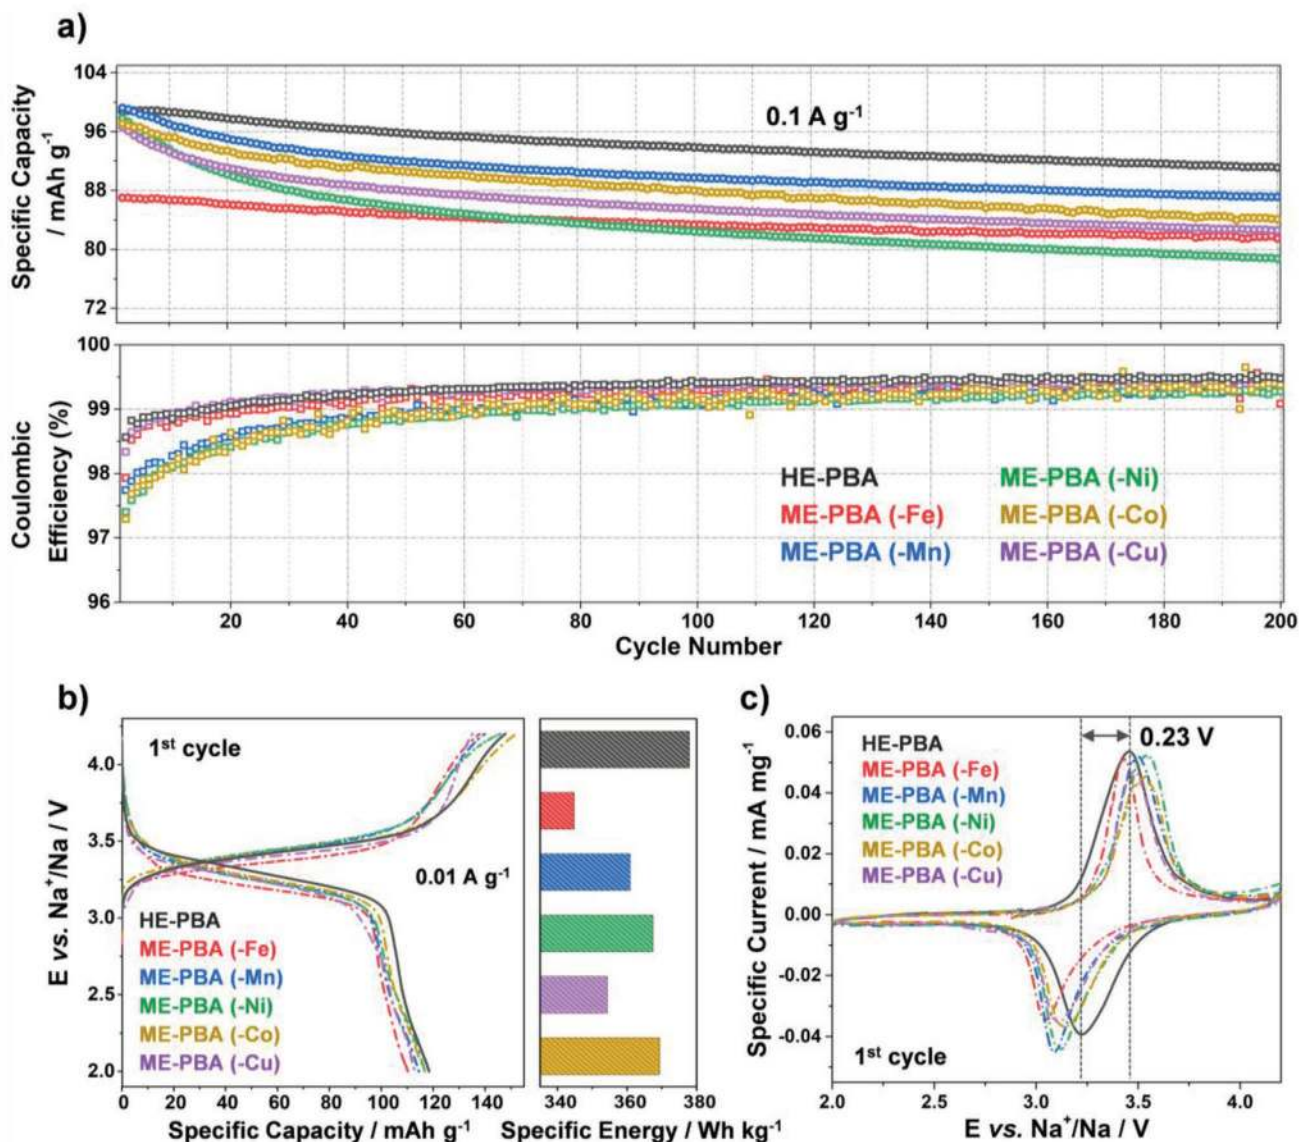 a)
Specific Capacity
/ mAh g⁻¹
104
96
88
80
72
0.1 A g⁻¹
Coulombic
Efficiency (%)
100
99
98
97
96
HE-PBA
ME-PBA (-Fe)
ME-PBA (-Mn)
ME-PBA (-Ni)
ME-PBA (-Co)
ME-PBA (-Cu)
20 40 60 80 100 120 140 160 180 200
Cycle Number
b)
E vs. Na⁺/Na / V
4.0
3.5
3.0
2.5
2.0
1ˢᵗ cycle
0.01 A g⁻¹
HE-PBA
ME-PBA (-Fe)
ME-PBA (-Mn)
ME-PBA (-Ni)
ME-PBA (-Co)
ME-PBA (-Cu)
0 20 40 60 80 100 120 140
Specific Capacity / mAh g⁻¹
340 360 380
Specific Energy / Wh kg⁻¹
c)
Specific Current / mA mg⁻¹
0.06
0.04
0.02
0.00
-0.02
-0.04
HE-PBA
ME-PBA (-Fe)
ME-PBA (-Mn)
ME-PBA (-Ni)
ME-PBA (-Co)
ME-PBA (-Cu)
0.23 V
1ˢᵗ cycle
2.0 2.5 3.0 3.5 4.0
E vs. Na⁺/Na / V